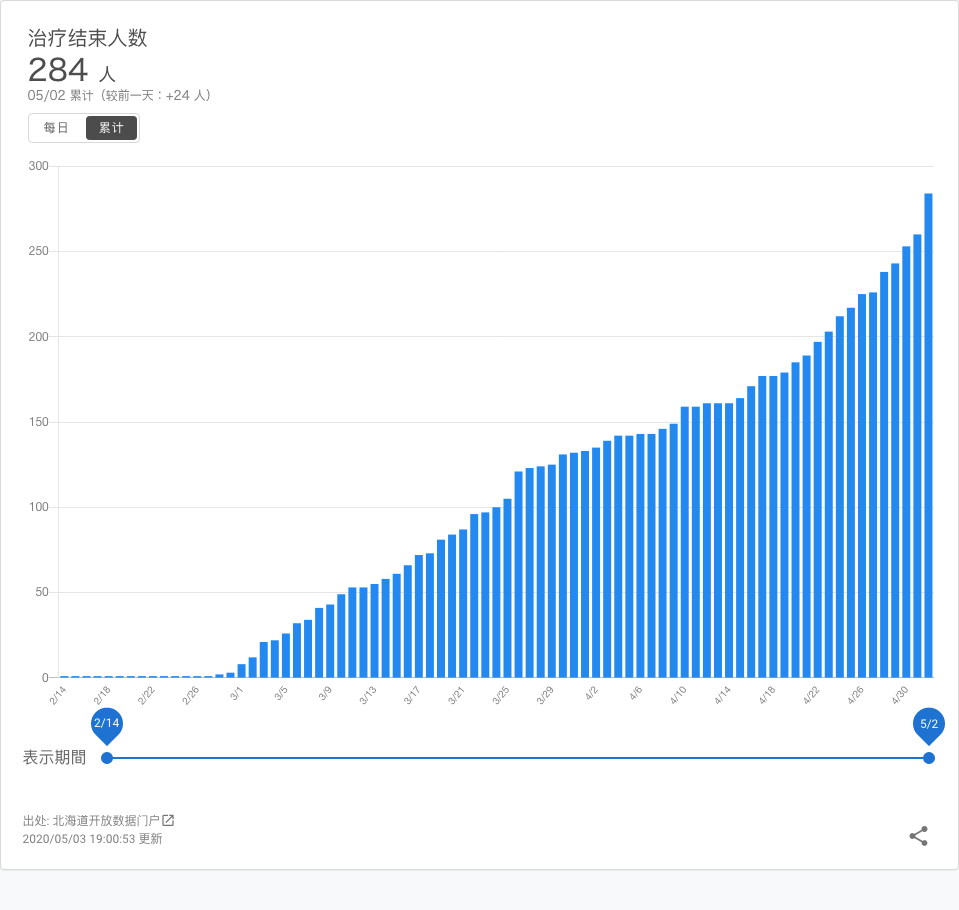 治疗结束人数
284 人
05/02 累计（较前一天：+24 人）
每日 累计
300
250
200
150
100
50
0
2/14 2/18 2/22 2/26 3/1 3/5 3/9 3/13 3/17 3/21 3/25 3/29 4/2 4/6 4/10 4/14 4/18 4/22 4/26 4/30
2/14 5/2
表示期間
出处: 北海道开放数据门户
2020/05/03 19:00:53 更新